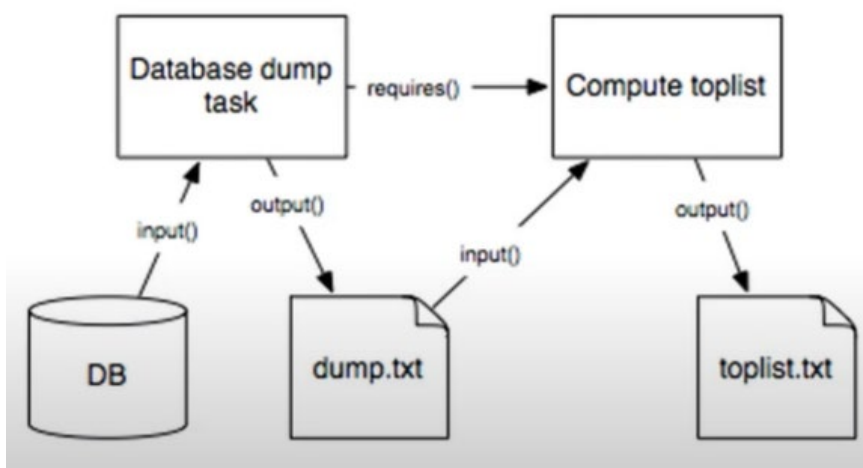 Database dump
task
requires()
Compute toplist
input()
output()
input()
output()
DB
dump.txt
toplist.txt